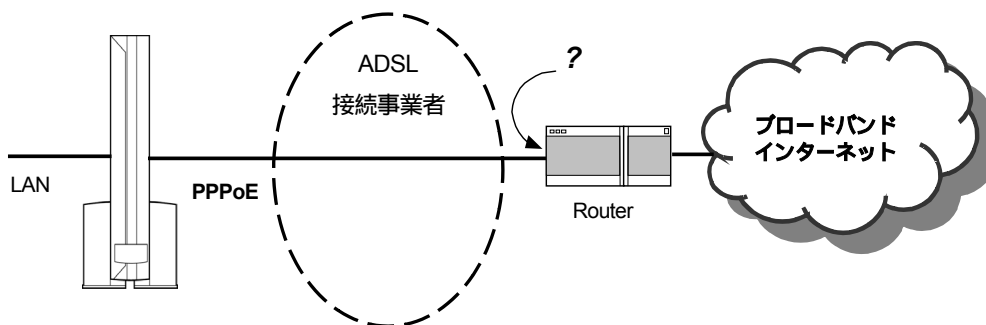 ADSL
接続事業者
?
ブロードバンド
インターネット
LAN
PPPoE
Router